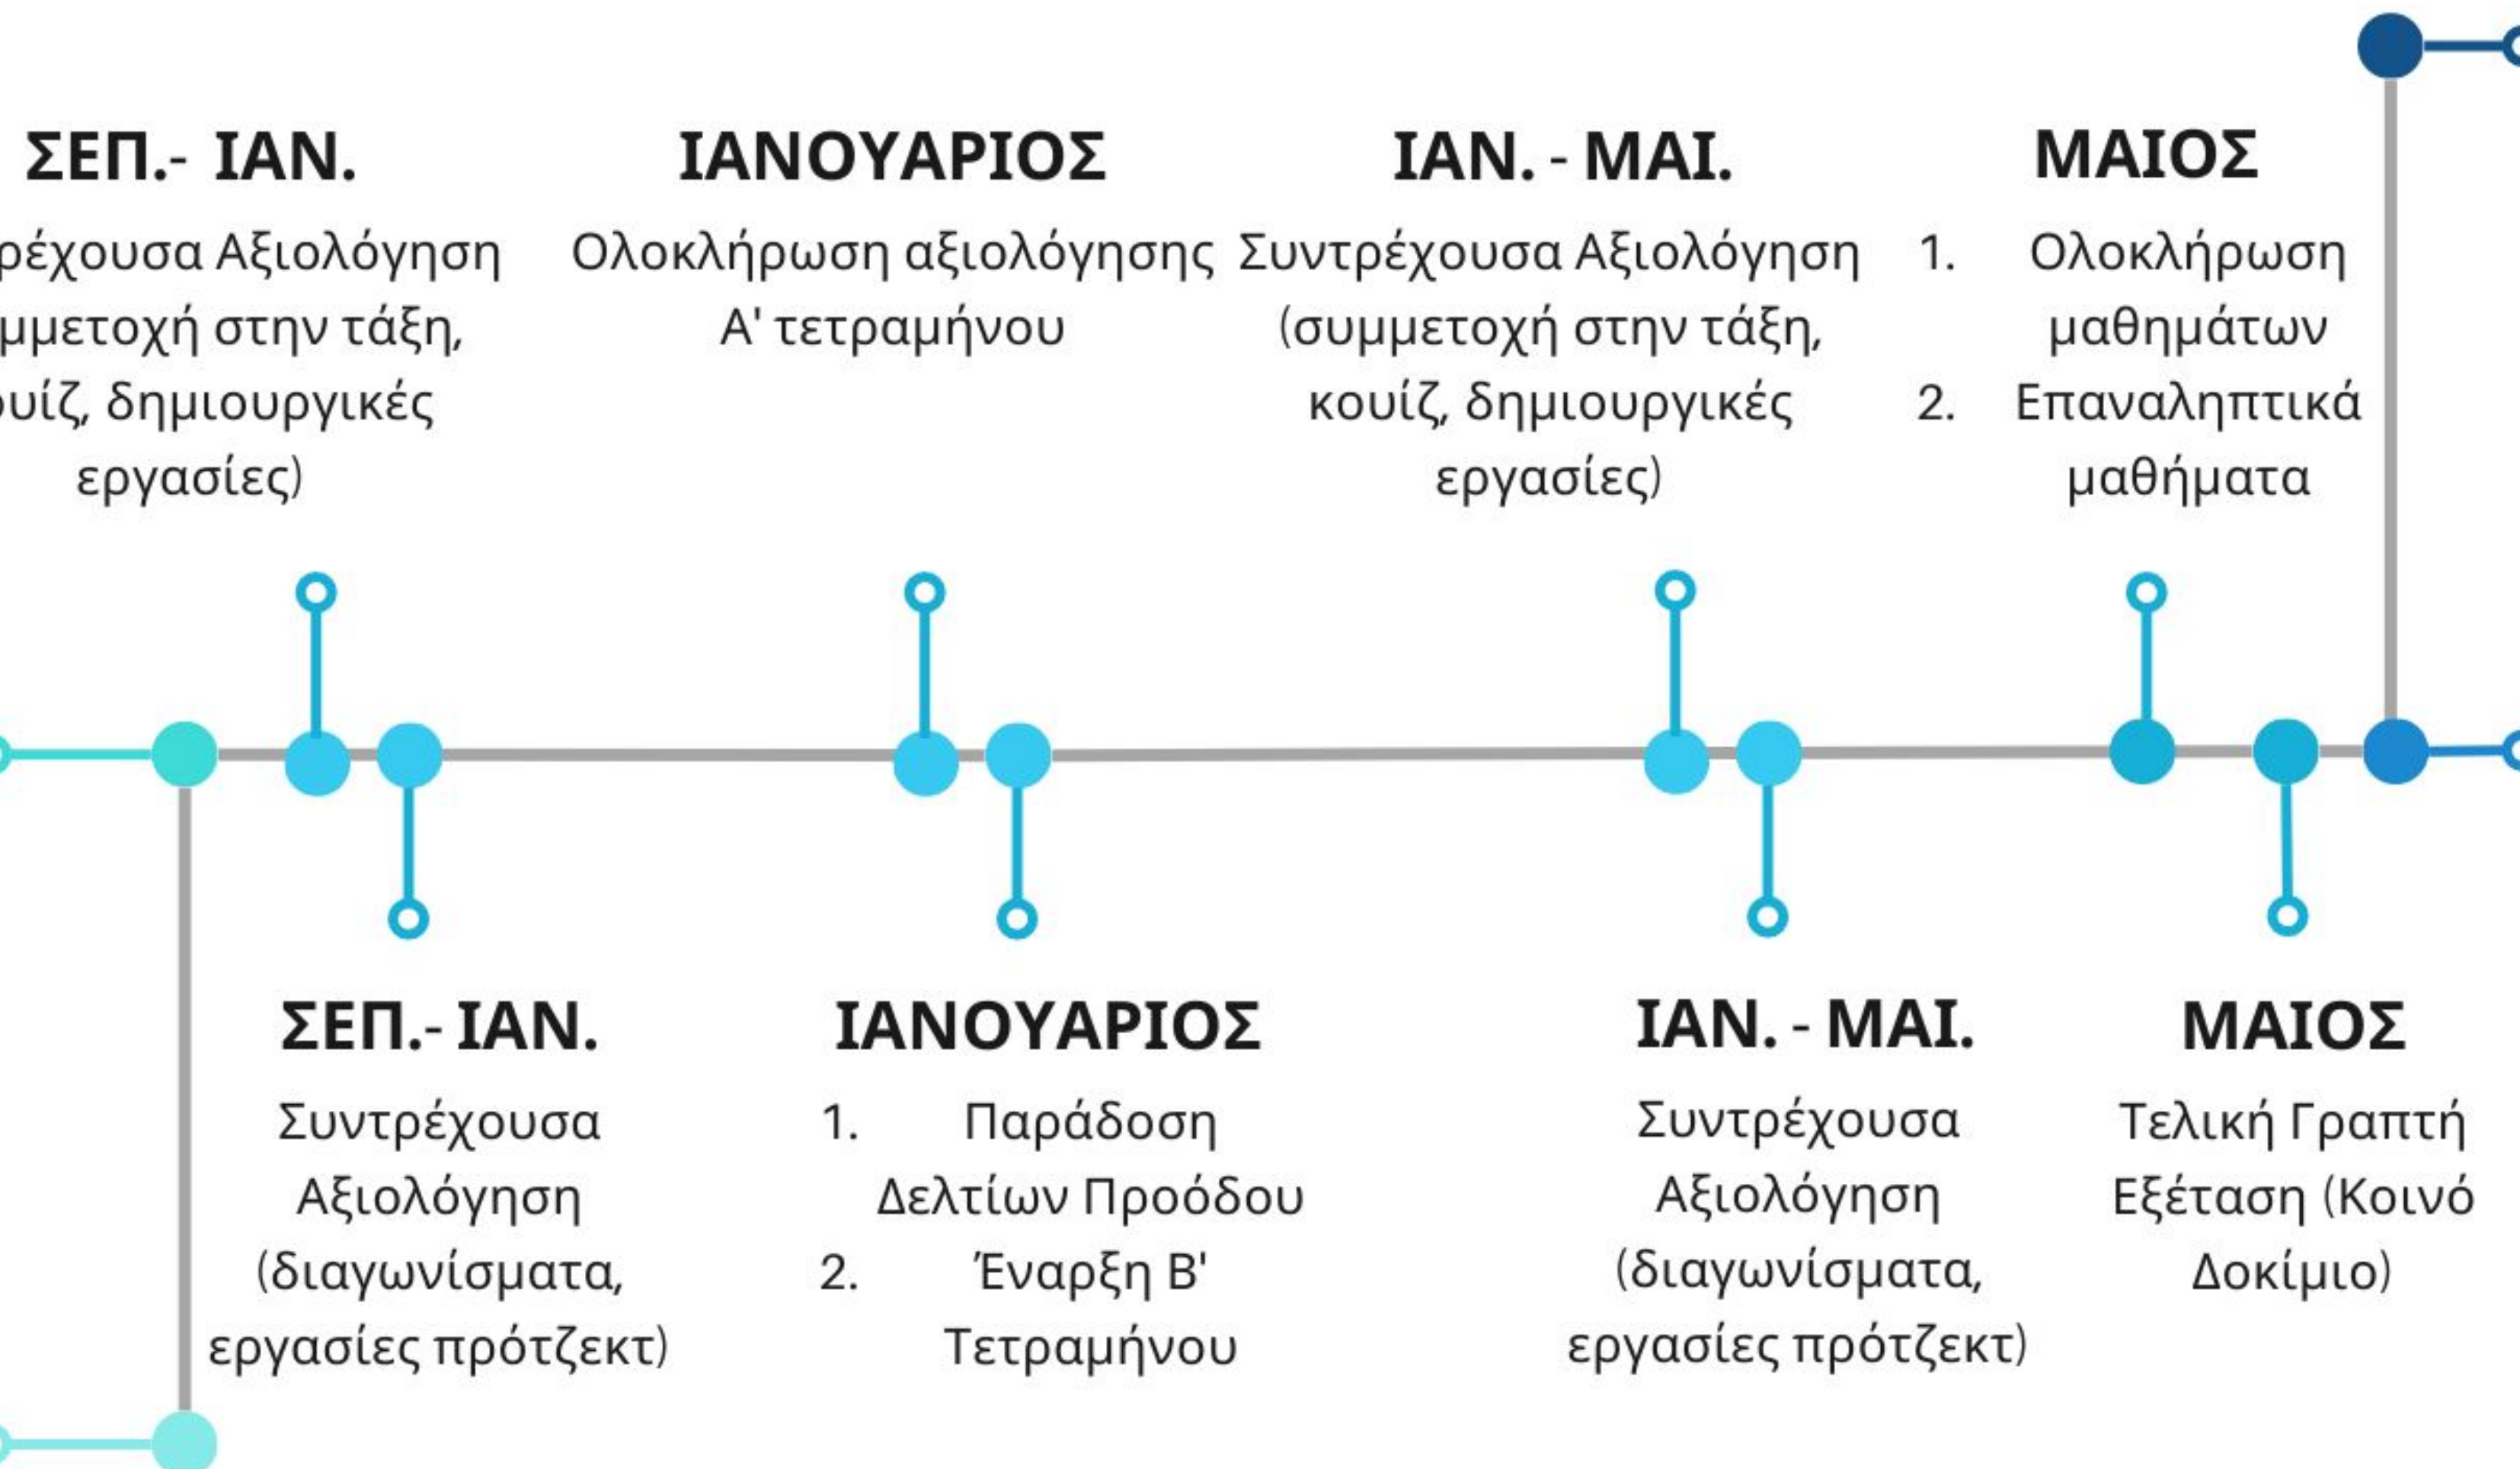 ΣΕΠ.- ΙΑΝ.
Αξιολόγηση
στην τάξη,
δημιουργικές
εργασίες)
ΙΑΝΟΥΑΡΙΟΣ
Ολοκλήρωση αξιολόγησης
Α' τετραμήνου
ΙΑΝ. - ΜΑΙ.
Συντρέχουσα Αξιολόγηση
(συμμετοχή στην τάξη,
κουίζ, δημιουργικές
εργασίες)
ΜΑΙΟΣ
1. Ολοκλήρωση
μαθημάτων
2. Επαναληπτικά
μαθήματα
ΣΕΠ.- ΙΑΝ.
Συντρέχουσα
Αξιολόγηση
(διαγωνίσματα,
εργασίες πρότζεκτ)
ΙΑΝΟΥΑΡΙΟΣ
1. Παράδοση
Δελτίων Προόδου
2. Έναρξη Β'
Τετραμήνου
ΙΑΝ. - ΜΑΙ.
Συντρέχουσα
Αξιολόγηση
(διαγωνίσματα,
εργασίες πρότζεκτ)
ΜΑΙΟΣ
Τελική Γραπτή
Εξέταση (Κοινό
Δοκίμιο)